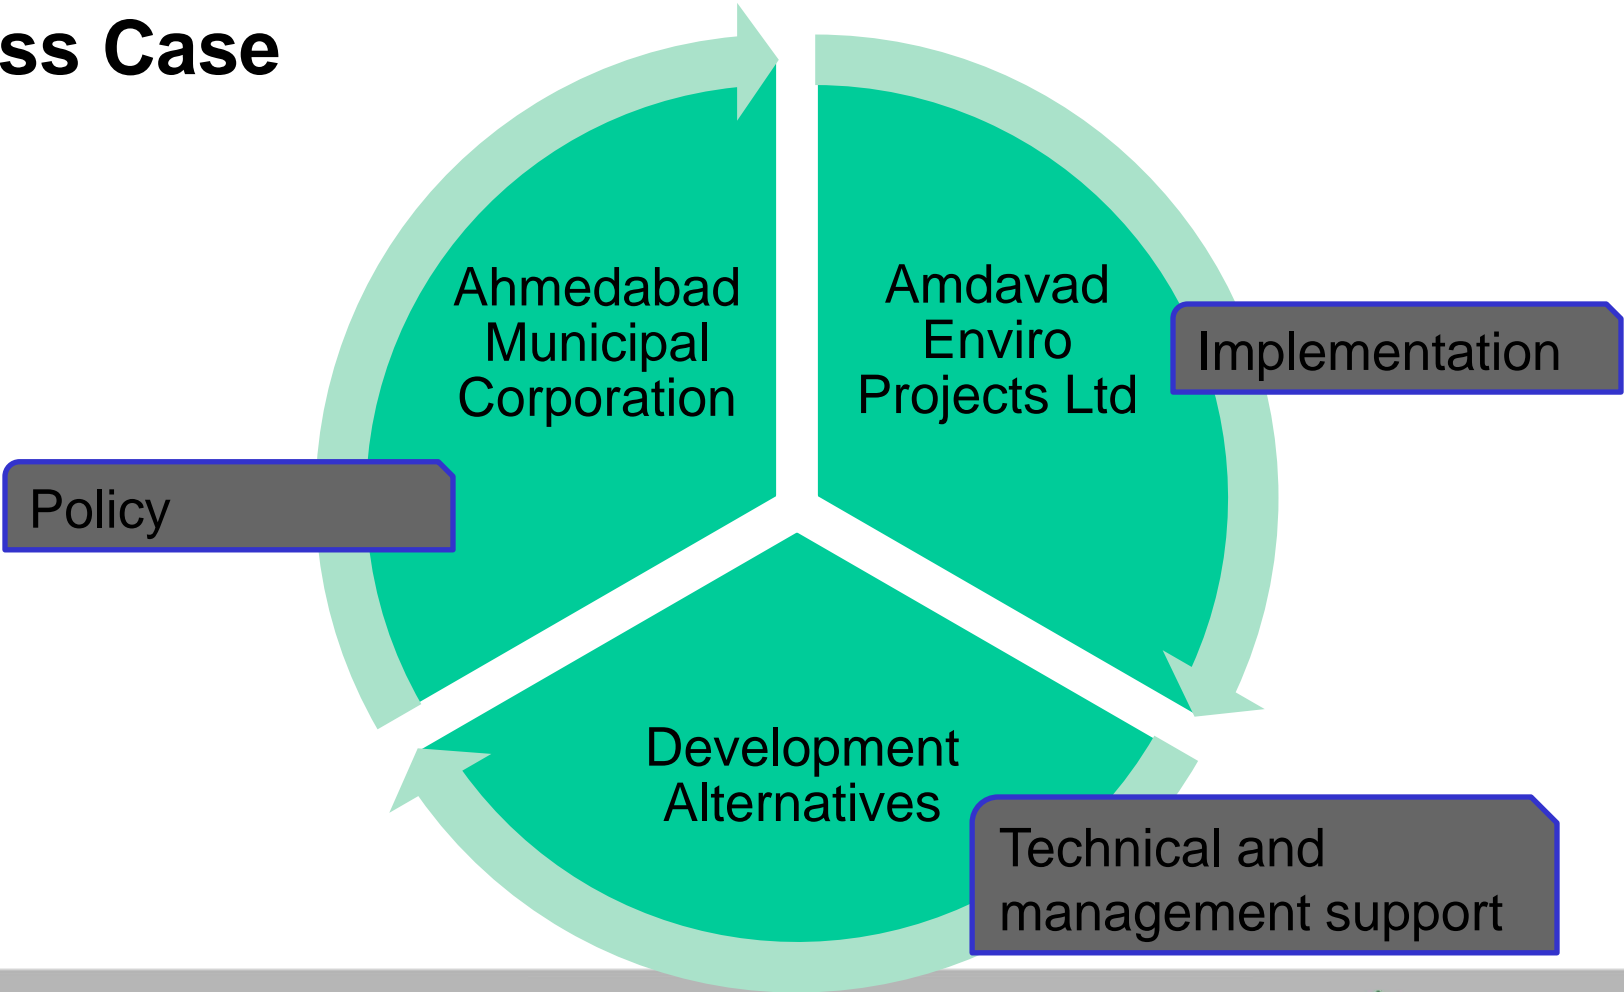 ss Case
Ahmedabad
Municipal
Corporation
Amdavad
Enviro
Projects Ltd
Implementation
Policy
Development
Alternatives
Technical and
management support